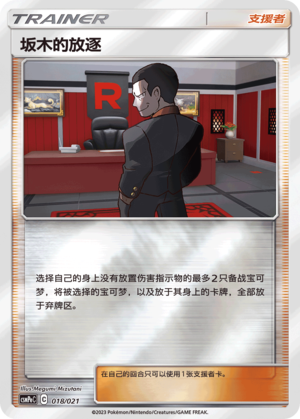 TRAINER 支援者
坂木的放逐
R
选择自己的身上没有放置伤害指示物的最多2只备战宝可
梦，将被选择的宝可梦，以及放于其身上的卡牌，全部放
于弃牌区。
Illus. Megumi Mizutani
在自己的回合只可以使用1张支援者卡。
C 018/021
©2023 Pokémon/Nintendo/Creatures/GAME FREAK.